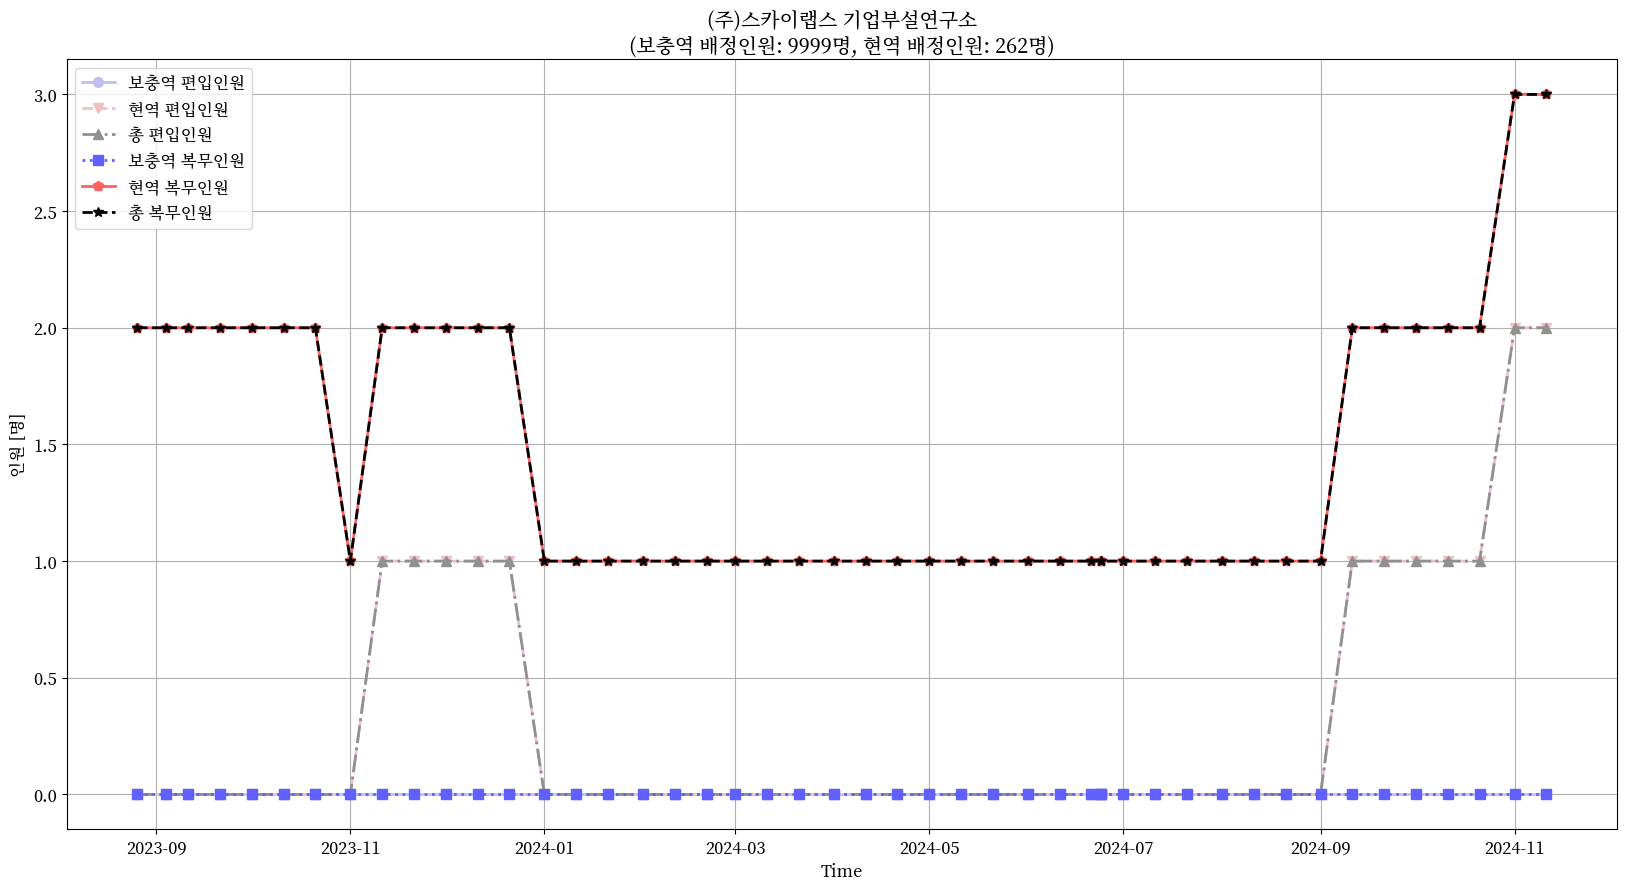 (주)스카이랩스 기업부설연구소
(보충역 배정인원: 9999명, 현역 배정인원: 262명)
보충역 편입인원
현역 편입인원
총 편입인원
보충역 복무인원
현역 복무인원
총 복무인원
인원 [명]
3.0
2.5
2.0
1.5
1.0
0.5
0.0
2023-09
2023-11
2024-01
2024-03
2024-05
2024-07
2024-09
2024-11
Time